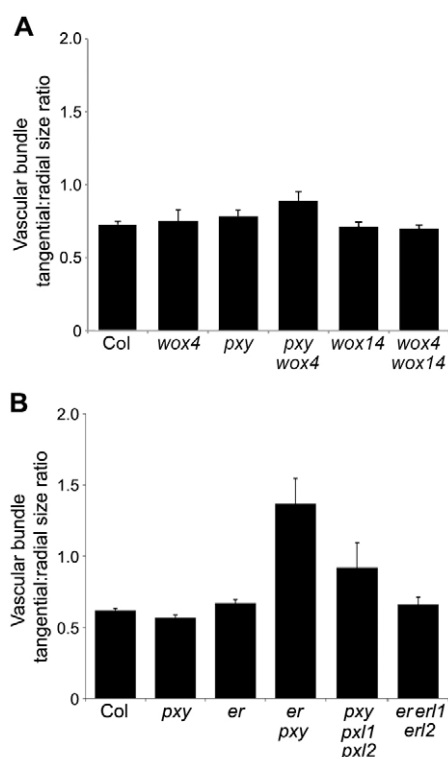 A
Vascular bundle
tangential:radial size ratio
2.0
1.5
1.0
0.5
0
Col wox4 pxy pxy wox14 wox4
wox4 wox14
B
Vascular bundle
tangential:radial size ratio
2.0
1.5
1.0
0.5
0
Col pxy er er pxy er erl1
pxy pxl1 erl2
pxl2